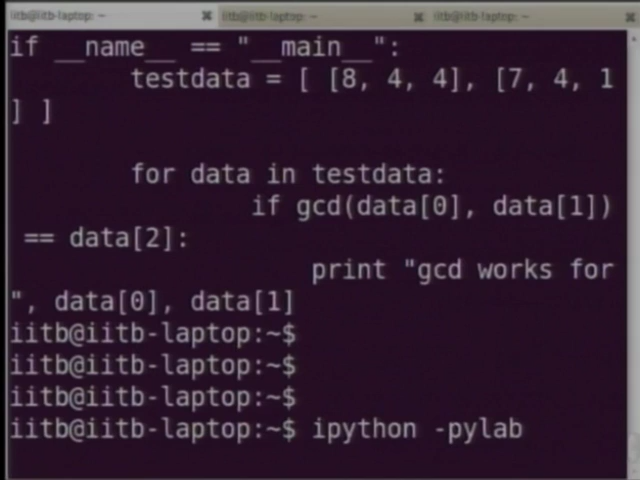 iitb@iitb-laptop: ~ iitb@iitb-laptop: ~ iitb@iitb-laptop: ~
if __name__ == "__main__":
testdata = [ [8, 4, 4], [7, 4, 1
] ]
for data in testdata:
if gcd(data[0], data[1])
== data[2]:
print "gcd works for
", data[0], data[1]
iitb@iitb-laptop:~$
iitb@iitb-laptop:~$
iitb@iitb-laptop:~$
iitb@iitb-laptop:~$ ipython -pylab